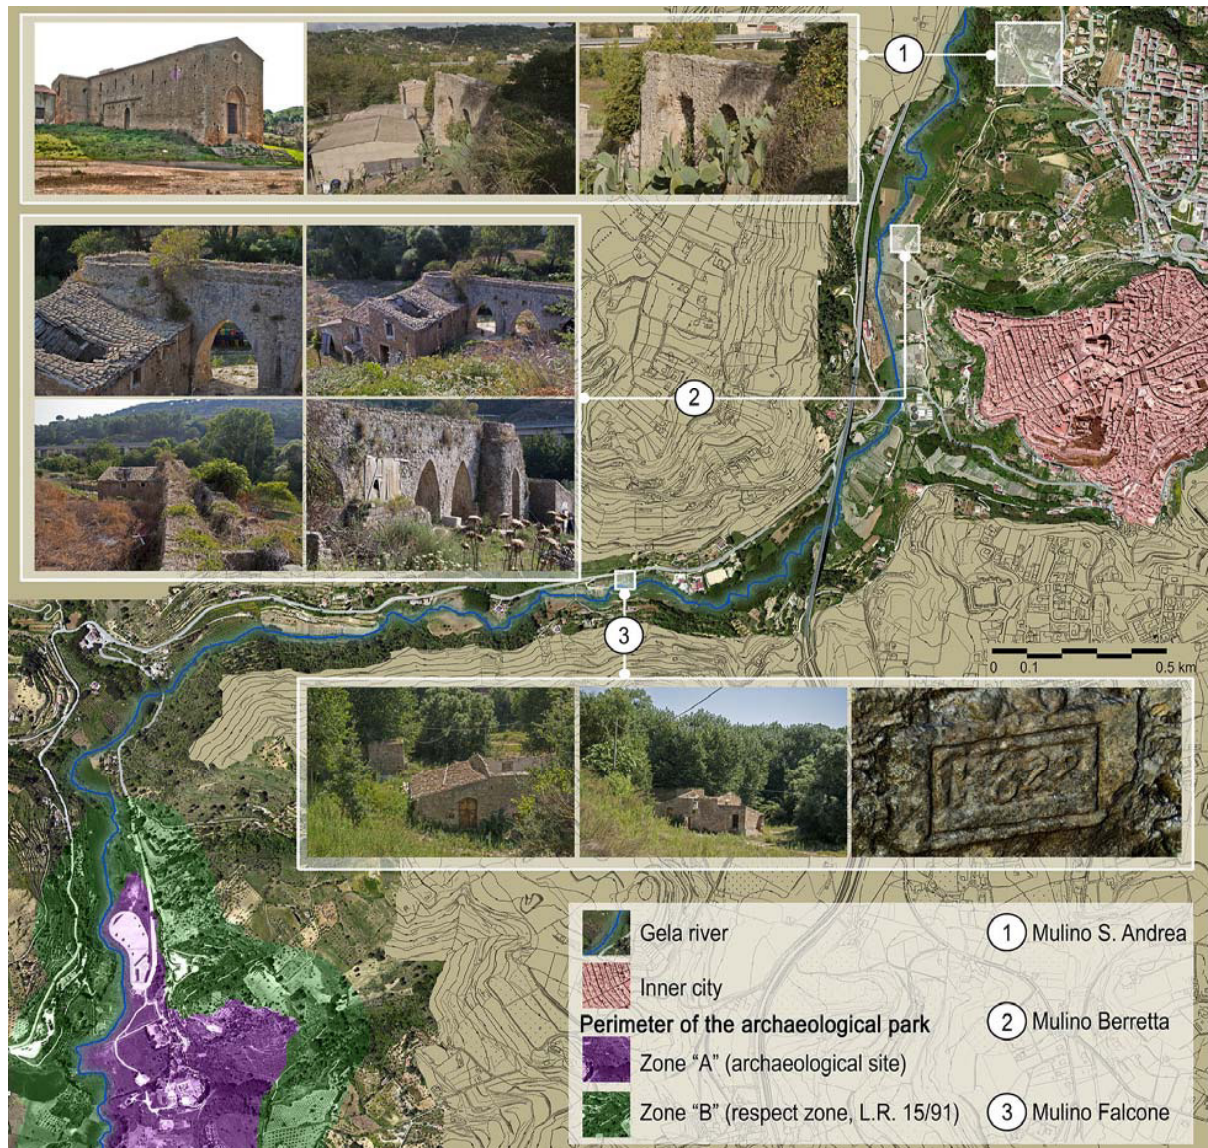 1
2
3
0 0.1 0.5 km
1622
Gela river
Inner city
Perimeter of the archaeological park
Zone "A" (archaeological site)
Zone "B" (respect zone, L.R. 15/91)
1 Mulino S. Andrea
2 Mulino Berretta
3 Mulino Falcone